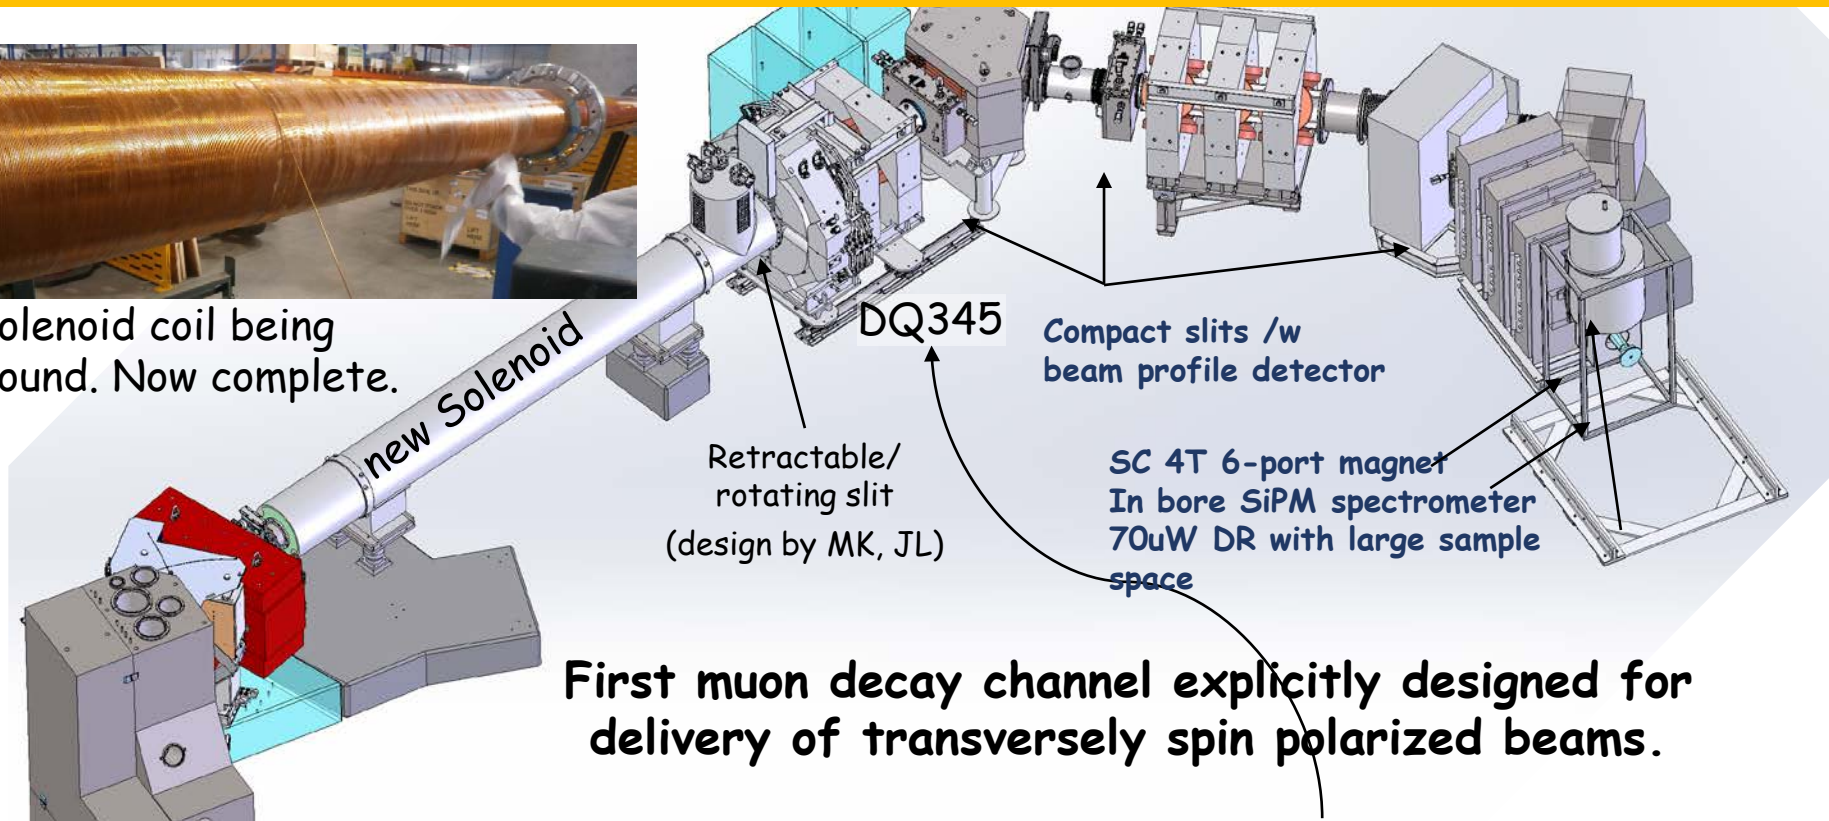 olenoid coil being
ound. Now complete.
new Solenoid
DQ345
Compact slits /w
beam profile detector
Retractable/
rotating slit
(design by MK, JL)
SC 4T 6-port magnet
In bore SiPM spectrometer
70uW DR with large sample
space
First muon decay channel explicitly designed for
delivery of transversely spin polarized beams.